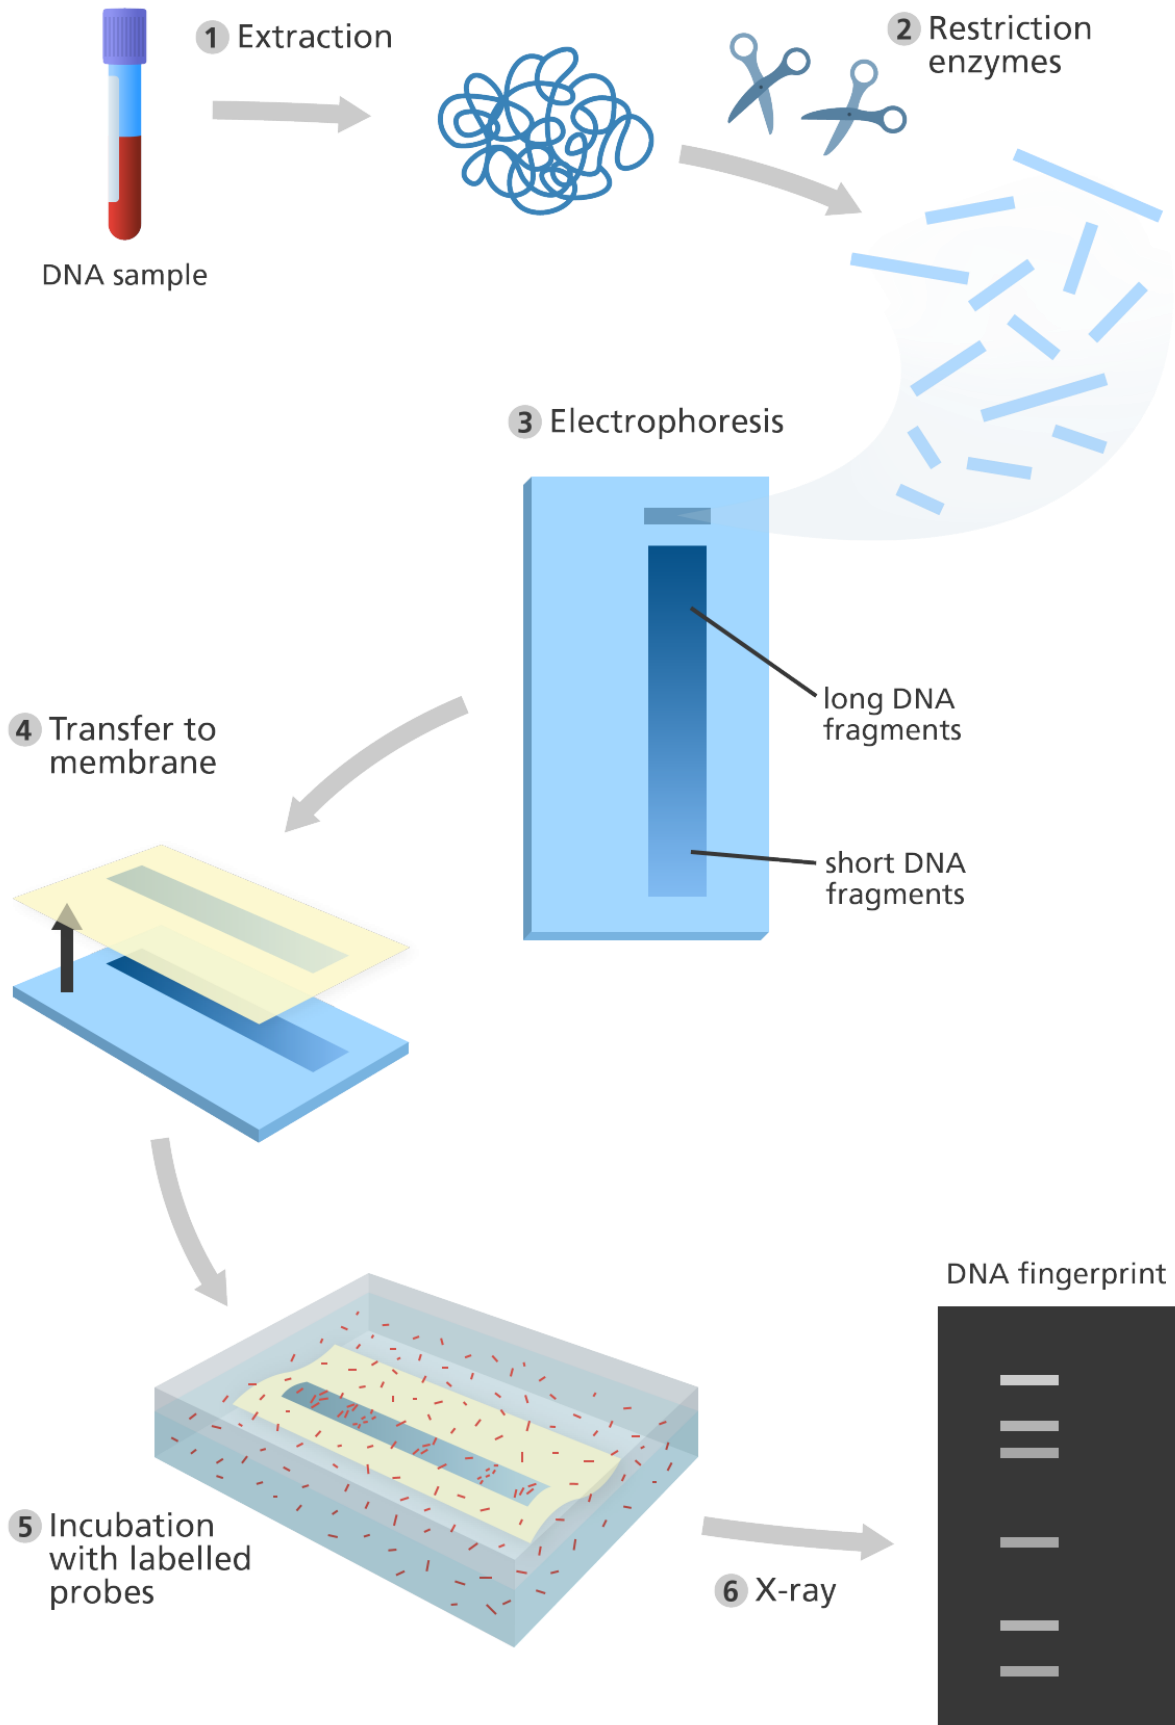 1 Extraction
2 Restriction
enzymes
DNA sample
3 Electrophoresis
long DNA
fragments
short DNA
fragments
4 Transfer to
membrane
5 Incubation
with labelled
probes
6 X-ray
DNA fingerprint